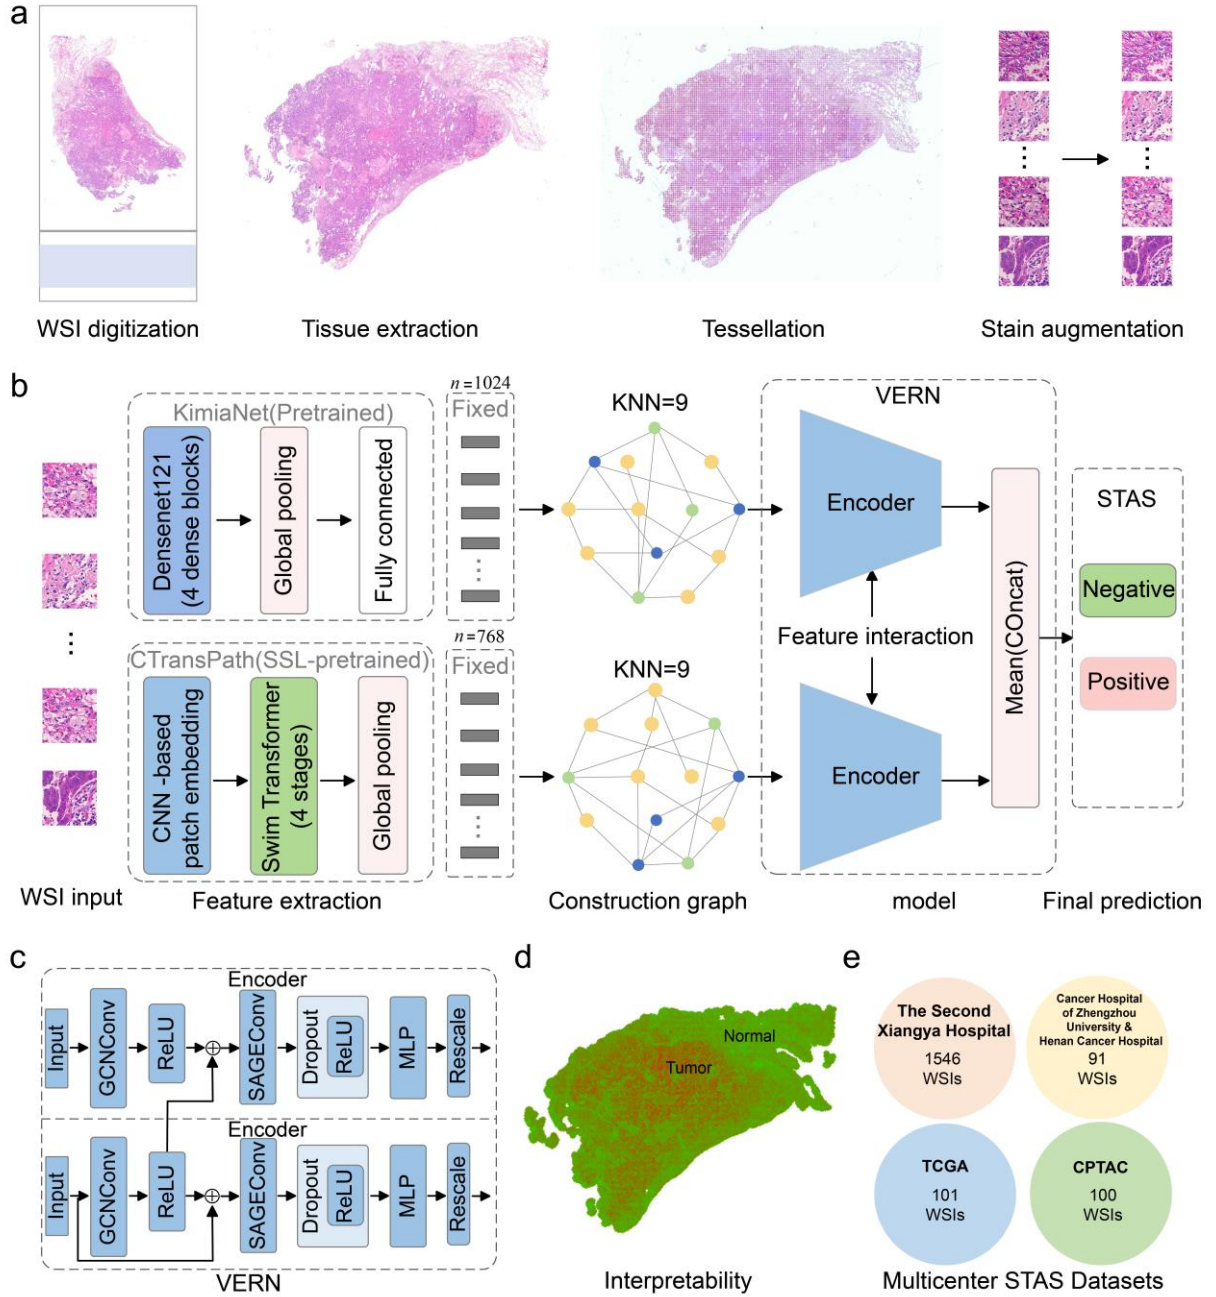 a
WSI digitization
Tissue extraction
Tessellation
Stain augmentation
b
KimiaNet(Pretrained)
Densenet121
(4 dense blocks)
Global pooling
Fully connected
n=1024
Fixed
KNN=9
VERN
Encoder
Feature interaction
Mean(COncat)
STAS
Negative
Positive
CTransPath(SSL-pretrained)
CNN -based
patch embedding
Swim Transformer
(4 stages)
Global pooling
n=768
Fixed
KNN=9
Encoder
WSI input
Feature extraction
Construction graph
model
Final prediction
c
Encoder
Input
GCNConv
ReLU
SAGEConv
Dropout
ReLU
MLP
Rescale
Encoder
Input
GCNConv
ReLU
SAGEConv
Dropout
ReLU
MLP
Rescale
VERN
d
Normal
Tumor
Interpretability
e
The Second
Xiangya Hospital
1546
WSIs
Cancer Hospital
of Zhengzhou
University &
Henan Cancer Hospital
91
WSIs
TCGA
101
WSIs
CPTAC
100
WSIs
Multicenter STAS Datasets